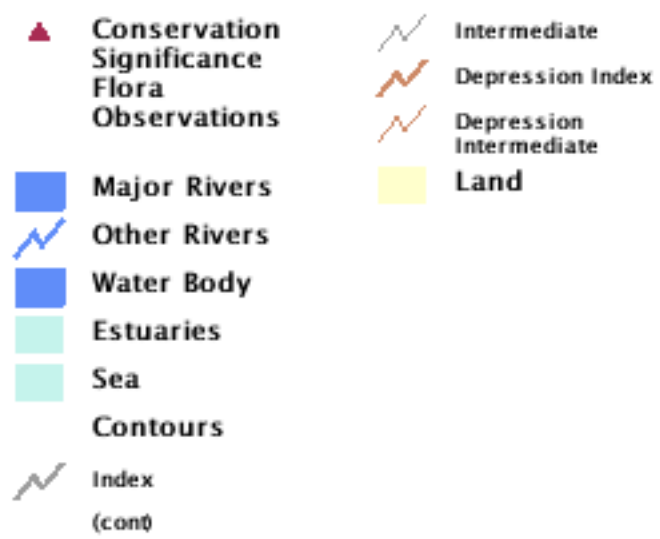 Conservation
Significance
Flora
Observations
Major Rivers
Other Rivers
Water Body
Estuaries
Sea
Contours
Index
(cont)
Intermediate
Depression Index
Depression
Intermediate
Land